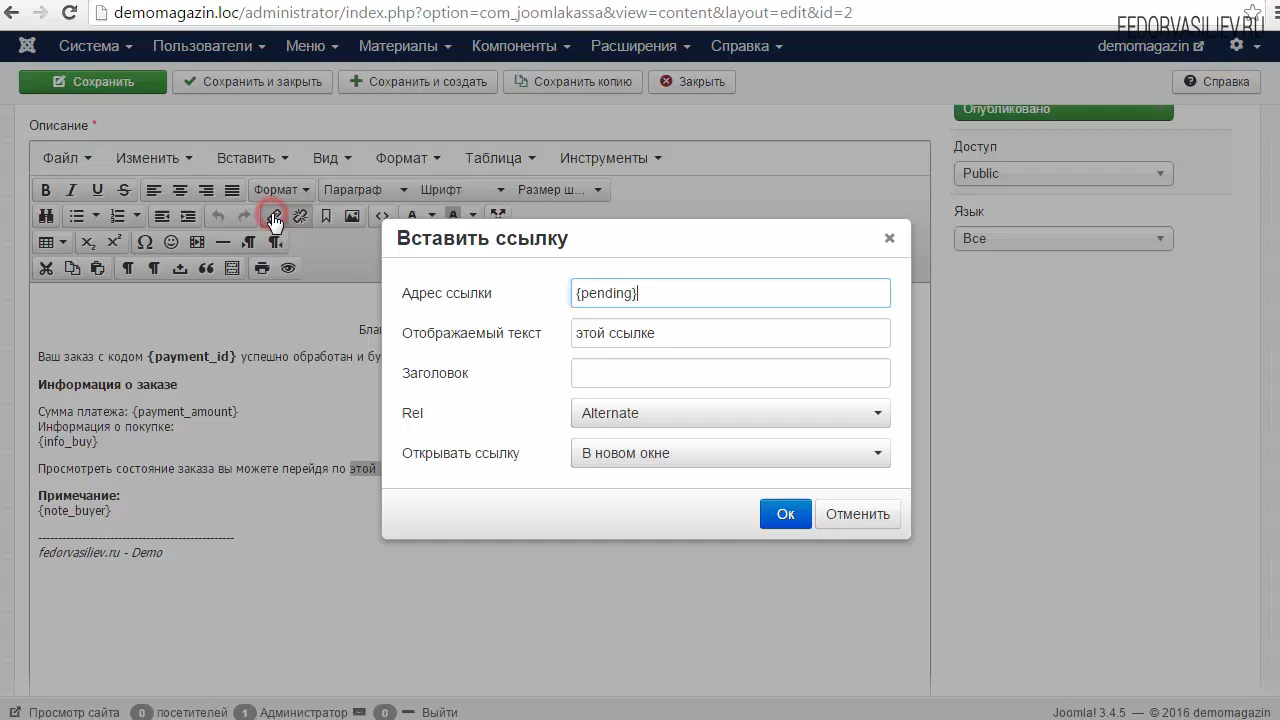 demomagazin.loc/administrator/index.php?option=com_joomlakassa&view=content&layout=edit&id=2
FEDORVASILIEV.RU
Система Пользователи Меню Материалы Компоненты Расширения Справка demomagazin
Сохранить Сохранить и закрыть Сохранить и создать Сохранить копию Закрыть Справка
Опубликовано
Описание *
Доступ
Public
Язык
Все
Файл Изменить Вставить Вид Формат Таблица Инструменты
Формат Параграф Шрифт Размер ш...
Вставить ссылку
Адрес ссылки {pending}
Отображаемый текст этой ссылке
Заголовок
Rel Alternate
Открывать ссылку В новом окне
Ок Отменить
Ваш заказ с кодом {payment_id} успешно обработан и
Информация о заказе
Сумма платежа: {payment_amount}
Информация о покупке:
{info_buy}
Просмотреть состояние заказа вы можете перейдя по этой
Примечание:
{note_buyer}
---------------------------------------------------
fedorvasiliev.ru - Demo
Просмотр сайта 0 посетителей 1 Администратор 0 Выйти
Joomla! 3.4.5 — © 2016 demomagazin